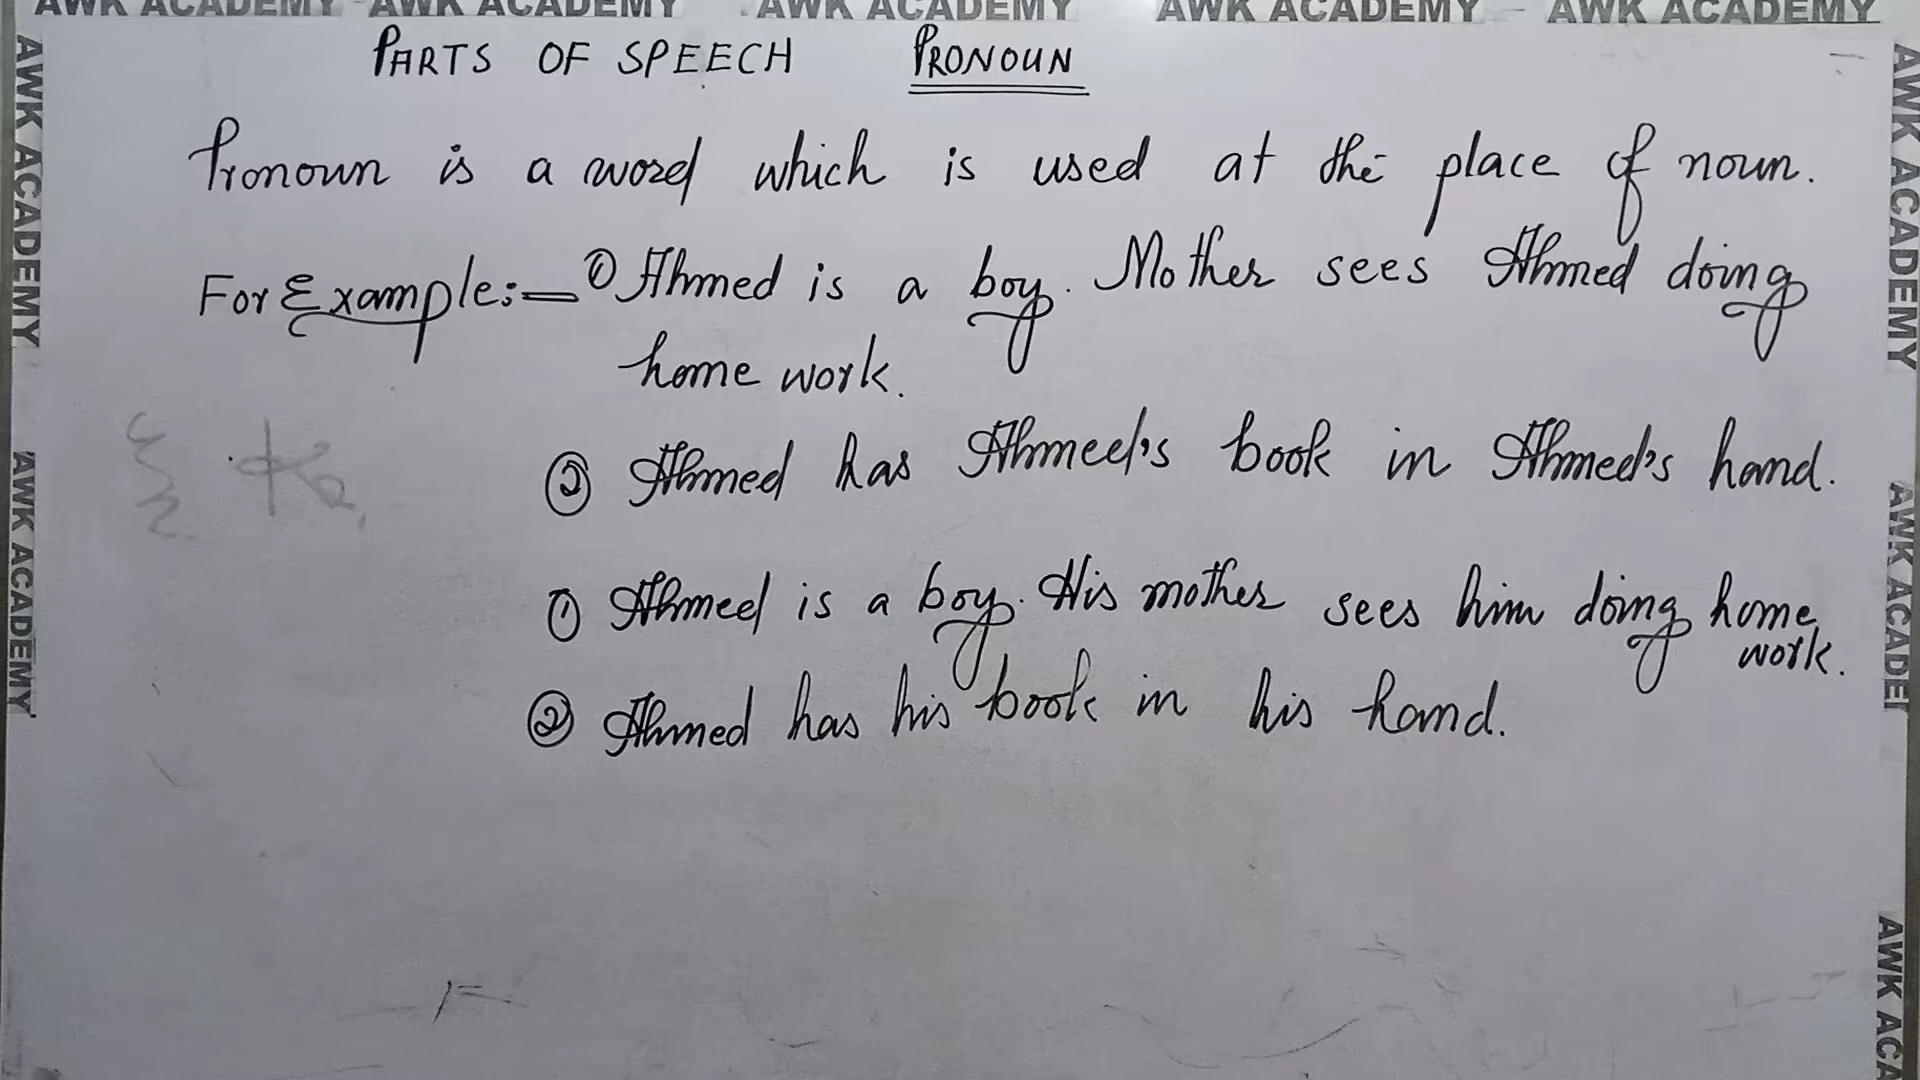 AWK ACADEMY AWK ACADEMY AWK ACADEMY AWK ACADEMY AWK ACADEMY
PARTS OF SPEECH PRONOUN
Pronoun is a word which is used at the place of noun.
For Example:- ① Ahmed is a boy. Mother sees Ahmed doing
home work.
② Ahmed has Ahmed's book in Ahmed's hand.
① Ahmed is a boy. His mother sees him doing home
work.
② Ahmed has his book in his hand.
AWK ACADEMY
AWK ACADEMY
AWK ACADEMY
AWK ACADE
AWK ACA